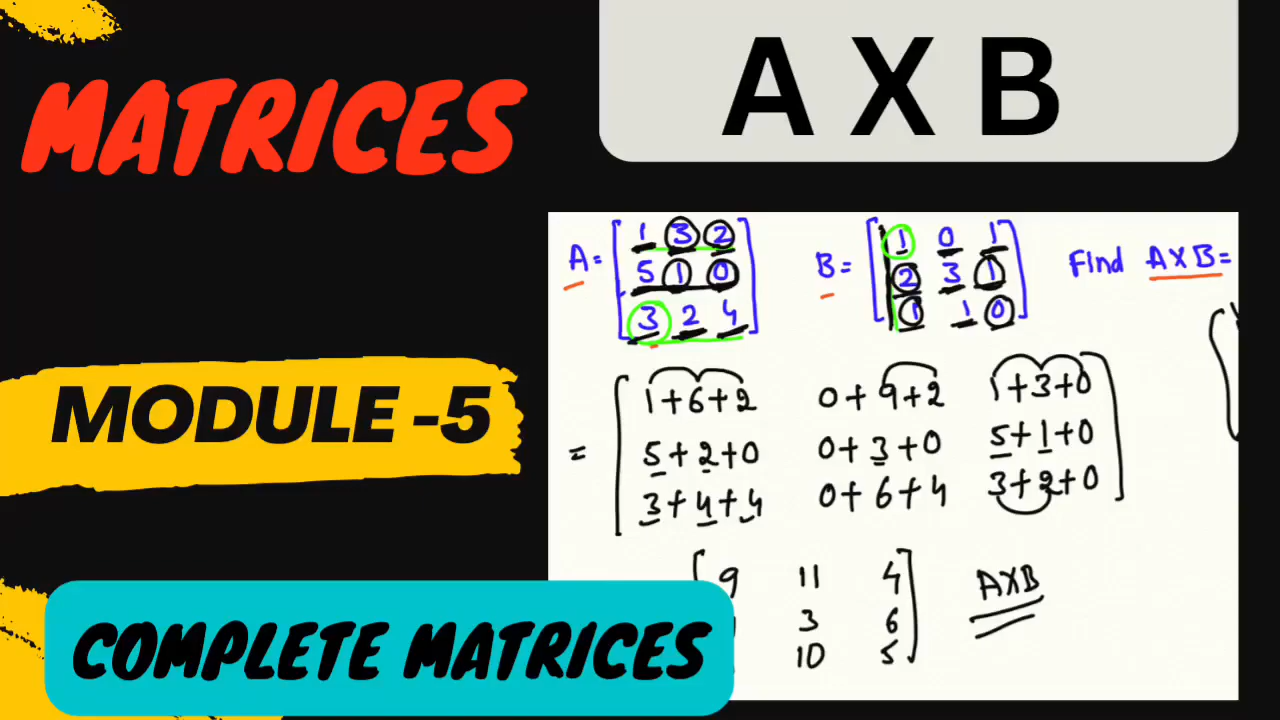 MATRICES
A X B
MODULE -5
COMPLETE MATRICES
A = [ 1 3 2
5 1 0
3 2 4 ]
B = [ 1 0 1
2 3 1
1 1 0 ]
Find AXB=
= [ 1+6+2 0+9+2 1+3+0
5+2+0 0+3+0 5+1+0
3+4+4 0+6+4 3+2+0 ]
[ 9 11 4
3 6
10 5 ]
AXB